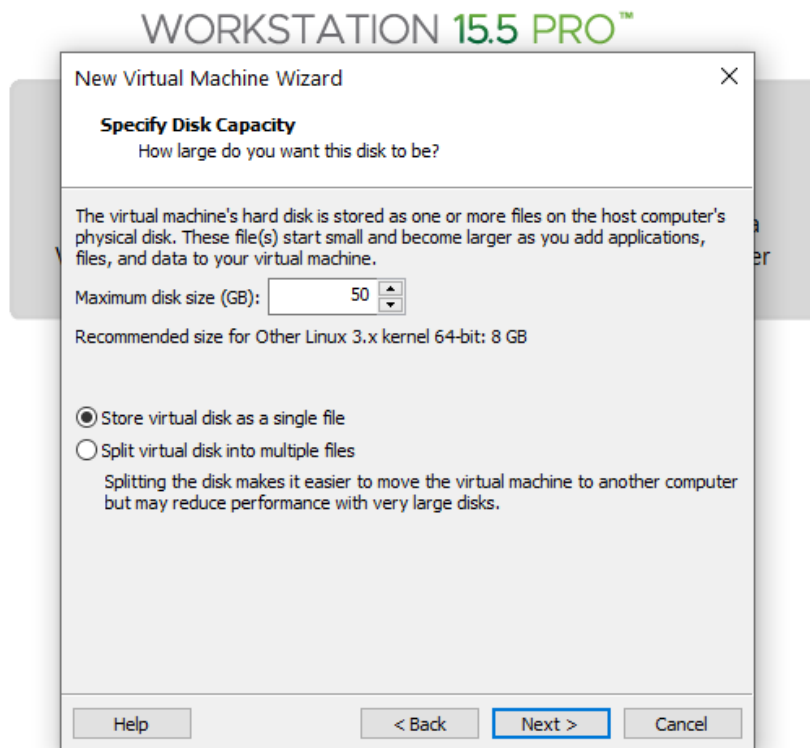 WORKSTATION 15.5 PRO™
New Virtual Machine Wizard
Specify Disk Capacity
How large do you want this disk to be?
The virtual machine's hard disk is stored as one or more files on the host computer's
physical disk. These file(s) start small and become larger as you add applications,
files, and data to your virtual machine.
Maximum disk size (GB): 50
Recommended size for Other Linux 3.x kernel 64-bit: 8 GB
Store virtual disk as a single file
Split virtual disk into multiple files
Splitting the disk makes it easier to move the virtual machine to another computer
but may reduce performance with very large disks.
Help < Back Next > Cancel